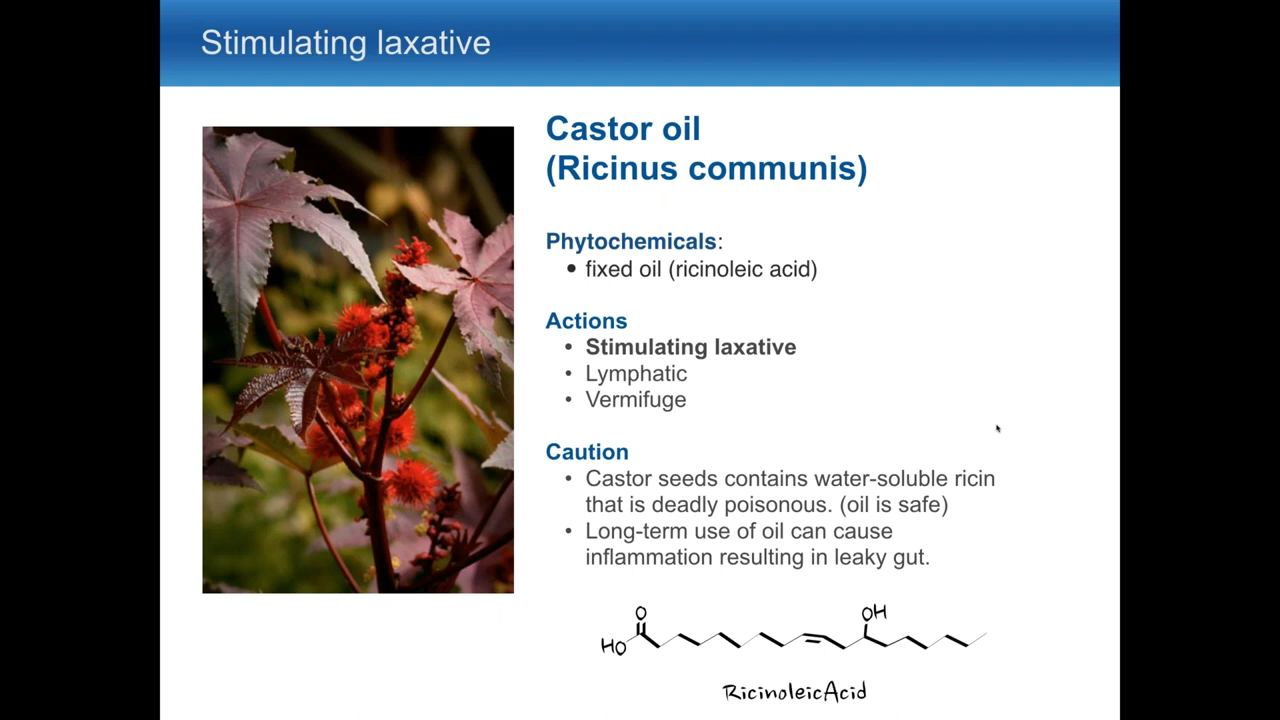 Stimulating laxative
Castor oil
(Ricinus communis)
Phytochemicals:
• fixed oil (ricinoleic acid)
Actions
• Stimulating laxative
• Lymphatic
• Vermifuge
Caution
• Castor seeds contains water-soluble ricin
that is deadly poisonous. (oil is safe)
• Long-term use of oil can cause
inflammation resulting in leaky gut.
O
OH
HO
Ricinoleic Acid